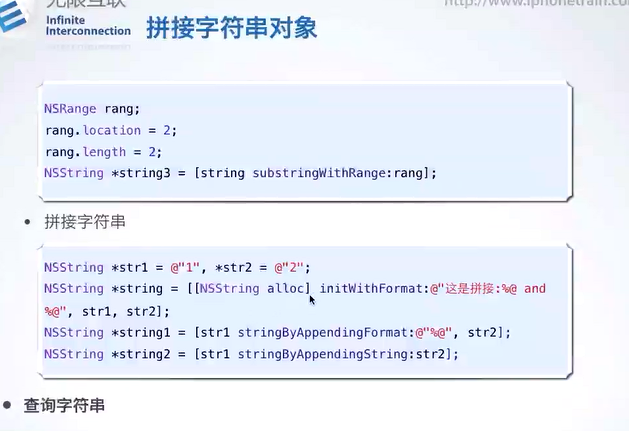 无限互联
Infinite
Interconnection
拼接字符串对象
http://www.iphonetrain.com
NSRange rang;
rang.location = 2;
rang.length = 2;
NSString *string3 = [string substringWithRange:rang];
• 拼接字符串
NSString *str1 = @"1", *str2 = @"2";
NSString *string = [[NSString alloc] initWithFormat:@"这是拼接:%@ and
%@", str1, str2];
NSString *string1 = [str1 stringByAppendingFormat:@"%@", str2];
NSString *string2 = [str1 stringByAppendingString:str2];
• 查询字符串